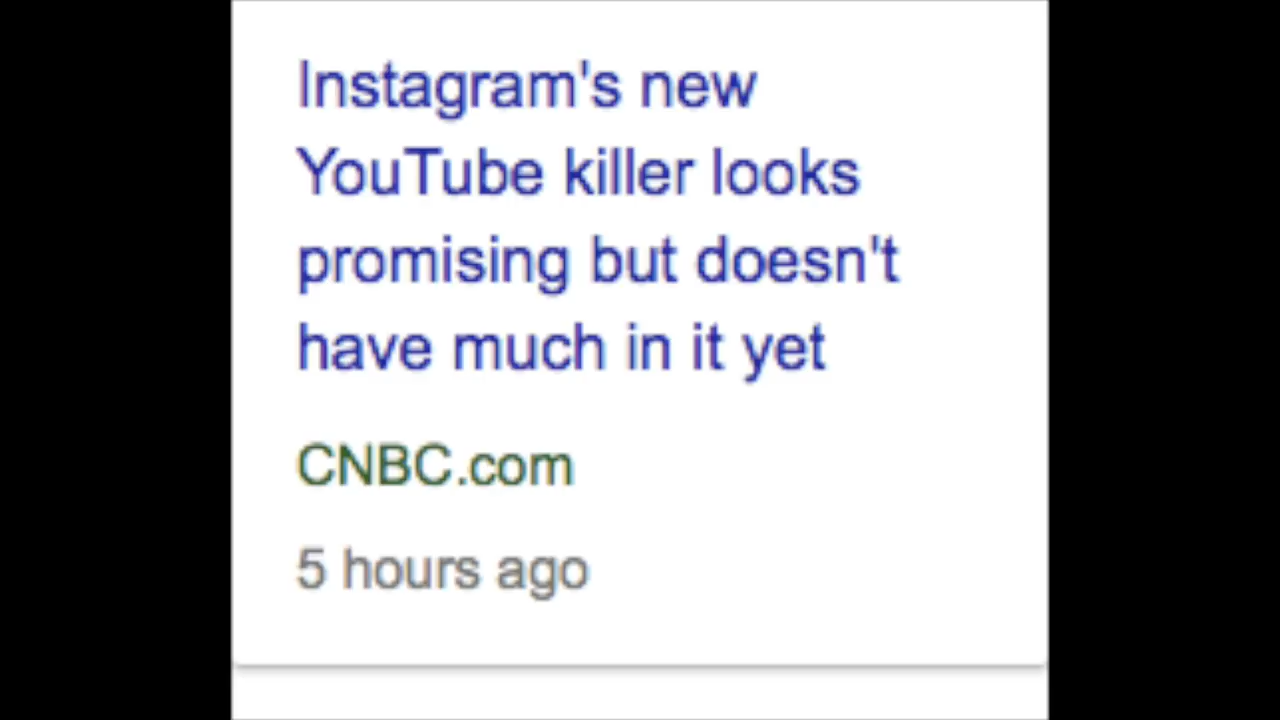 Instagram's new
YouTube killer looks
promising but doesn't
have much in it yet
CNBC.com
5 hours ago